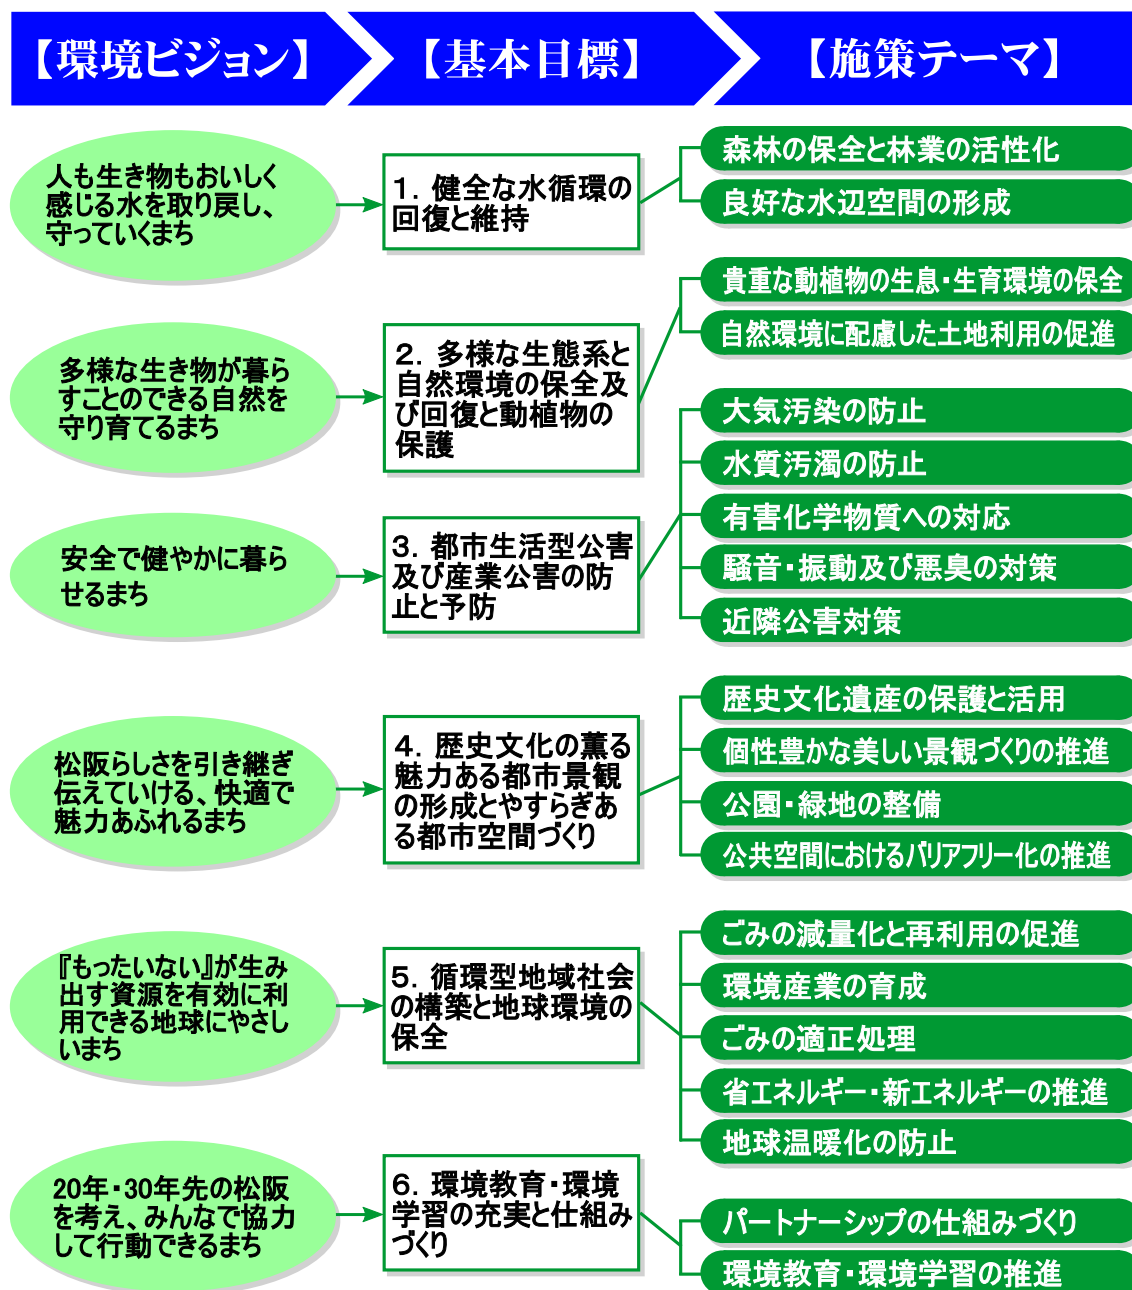 【環境ビジョン】
【基本目標】
【施策テーマ】
人も生き物もおいしく
感じる水を取り戻し、
守っていくまち
1．健全な水循環の
回復と維持
森林の保全と林業の活性化
良好な水辺空間の形成
多様な生き物が暮ら
すことのできる自然を
守り育てるまち
2．多様な生態系と
自然環境の保全及
び回復と動植物の
保護
貴重な動植物の生息・生育環境の保全
自然環境に配慮した土地利用の促進
安全で健やかに暮ら
せるまち
3．都市生活型公害
及び産業公害の防
止と予防
大気汚染の防止
水質汚濁の防止
有害化学物質への対応
騒音・振動及び悪臭の対策
近隣公害対策
松阪らしさを引き継ぎ
伝えていける、快適で
魅力あふれるまち
4．歴史文化の薫る
魅力ある都市景観
の形成とやすらぎあ
る都市空間づくり
歴史文化遺産の保護と活用
個性豊かな美しい景観づくりの推進
公園・緑地の整備
公共空間におけるバリアフリー化の推進
『もったいない』が生み
出す資源を有効に利
用できる地球にやさし
いまち
5．循環型地域社会
の構築と地球環境の
保全
ごみの減量化と再利用の促進
環境産業の育成
ごみの適正処理
省エネルギー・新エネルギーの推進
地球温暖化の防止
20年・30年先の松阪
を考え、みんなで協力
して行動できるまち
6．環境教育・環境
学習の充実と仕組み
づくり
パートナーシップの仕組みづくり
環境教育・環境学習の推進